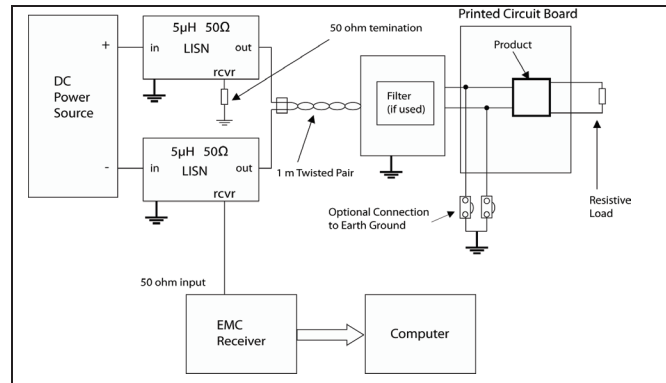 Printed Circuit Board
5µH 50Ω
in LISN out
rcvr
50 ohm temination
Product
+
DC
Power
Source
Filter
(if used)
5µH 50Ω
- in LISN out
rcvr
1 m Twisted Pair
Optional Connection
to Earth Ground
Resistive
Load
50 ohm input
EMC
Receiver
Computer